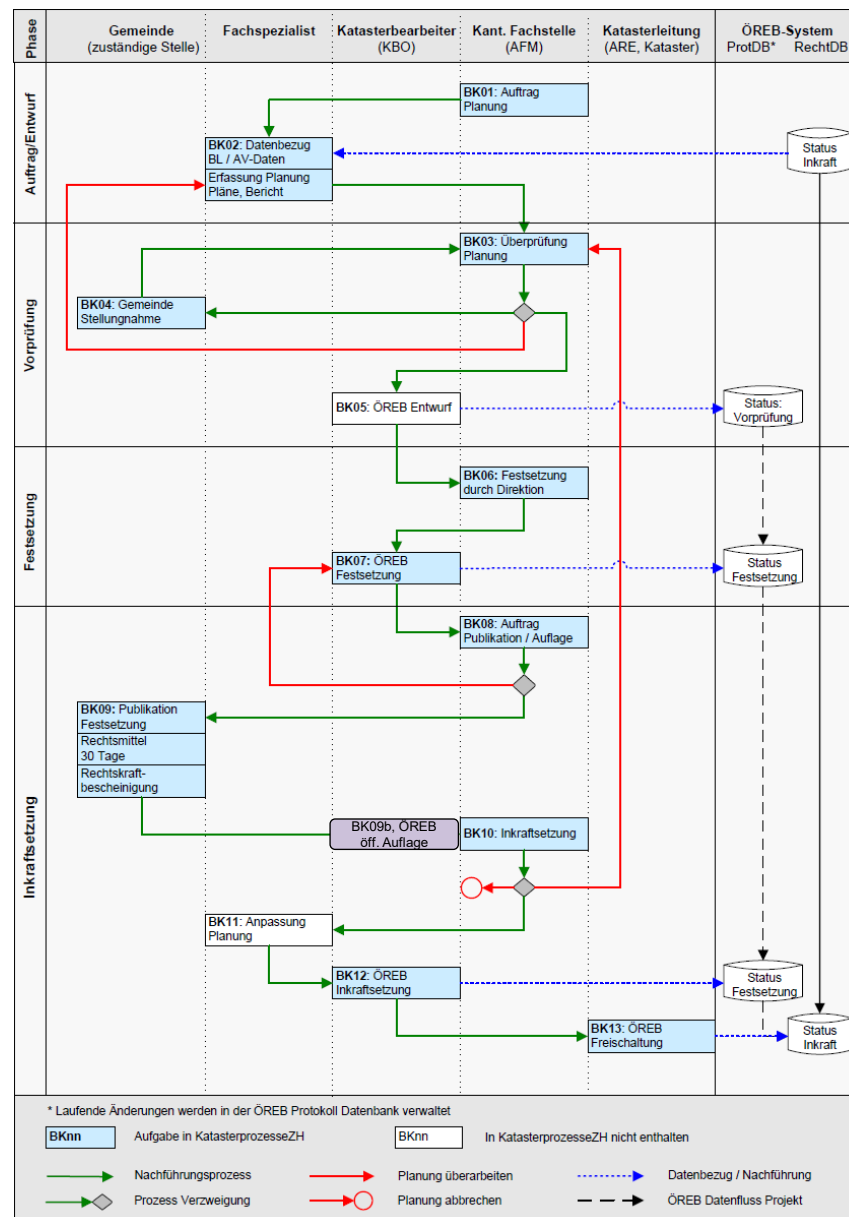 Phase
Gemeinde
(zuständige Stelle)
Fachspezialist
Katasterbearbeiter
(KBO)
Kant. Fachstelle
(AFM)
Katasterleitung
(ARE, Kataster)
ÖREB-System
ProtDB* RechtDB
Auftrag/Entwurf
BK01: Auftrag
Planung
BK02: Datenbezug
BL / AV-Daten
Erfassung Planung
Pläne, Bericht
Status
Inkraft
Vorprüfung
BK03: Überprüfung
Planung
BK04: Gemeinde
Stellungnahme
BK05: ÖREB Entwurf
Status:
Vorprüfung
Festsetzung
BK06: Festsetzung
durch Direktion
BK07: ÖREB
Festsetzung
Status
Festsetzung
Inkraftsetzung
BK08: Auftrag
Publikation / Auflage
BK09: Publikation
Festsetzung
Rechtsmittel
30 Tage
Rechtskraft-
bescheinigung
BK09b, ÖREB
öff. Auflage
BK10: Inkraftsetzung
BK11: Anpassung
Planung
BK12: ÖREB
Inkraftsetzung
Status
Festsetzung
BK13: ÖREB
Freischaltung
Status
Inkraft
* Laufende Änderungen werden in der ÖREB Protokoll Datenbank verwaltet
BKnn Aufgabe in KatasterprozesseZH BKnn In KatasterprozesseZH nicht enthalten
Nachführungsprozess Planung überarbeiten Datenbezug / Nachführung
Prozess Verzweigung Planung abbrechen ÖREB Datenfluss Projekt